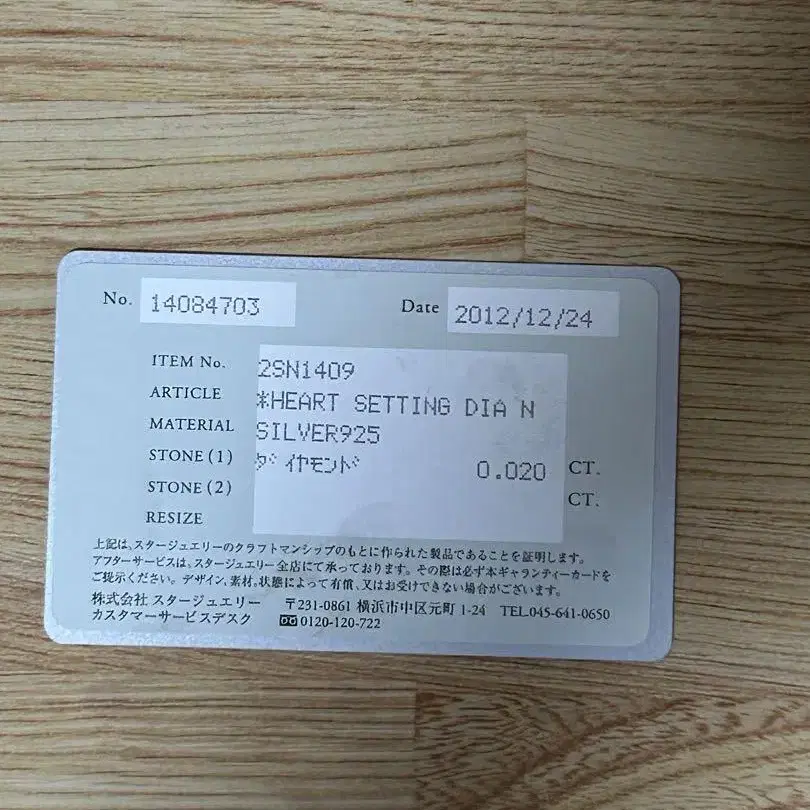 No. 14084703 Date 2012/12/24
ITEM No. 2SN1409
ARTICLE *HEART SETTING DIA N
MATERIAL SILVER925
STONE(1) ﾀﾞｲﾔﾓﾝﾄﾞ 0.020 CT.
STONE(2) CT.
RESIZE
上記は、スタージュエリーのクラフトマンシップのもとに作られた製品であることを証明します。
アフターサービスは、スタージュエリー全店にて承っております。その際は必ず本ギャランティーカードを
ご提示ください。デザイン、素材、状態によって有償、又はお受けできない場合がございます。
株式会社 スタージュエリー 〒231-0861 横浜市中区元町 1-24 TEL.045-641-0650
カスタマーサービスデスク 0120-120-722